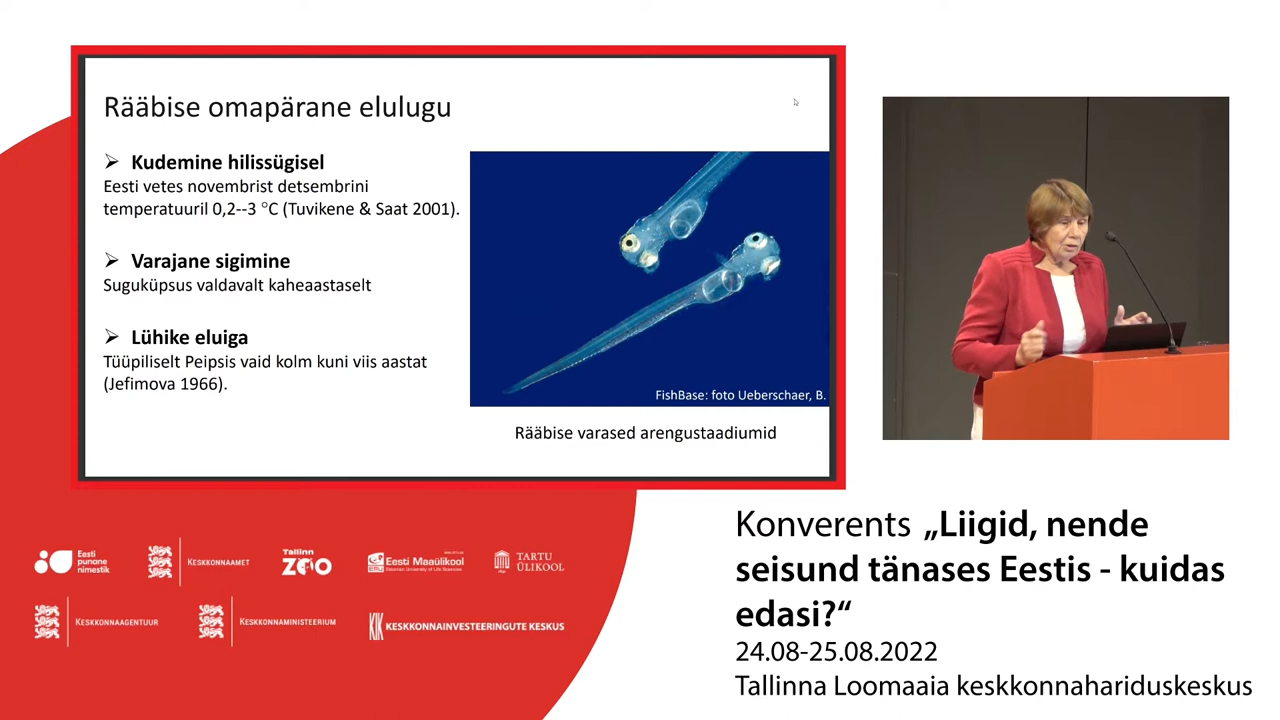 Rääbise omapärane elulugu
➢ Kudemine hilissügisel
Eesti vetes novembrist detsembrini
temperatuuril 0,2--3 °C (Tuvikene & Saat 2001).
➢ Varajane sigimine
Suguküpsus valdavalt kaheaastaselt
➢ Lühike eluiga
Tüüpiliselt Peipsis vaid kolm kuni viis aastat
(Jefimova 1966).
FishBase: foto Ueberschaer, B.
Rääbise varased arengustaadiumid
Eesti
punane
nimistik
KESKKONNAAMET
Tallinn
ZOO
Eesti Maaülikool
Estonian University of Life Sciences
EMÜ
TARTU
ÜLIKOOL
KESKKONNAAGENTUUR
KESKKONNAMINISTEERIUM
KIK KESKKONNAINVESTEERINGUTE KESKUS
Konverents „Liigid, nende
seisund tänases Eestis - kuidas
edasi?“
24.08-25.08.2022
Tallinna Loomaaia keskkonnahariduskeskus